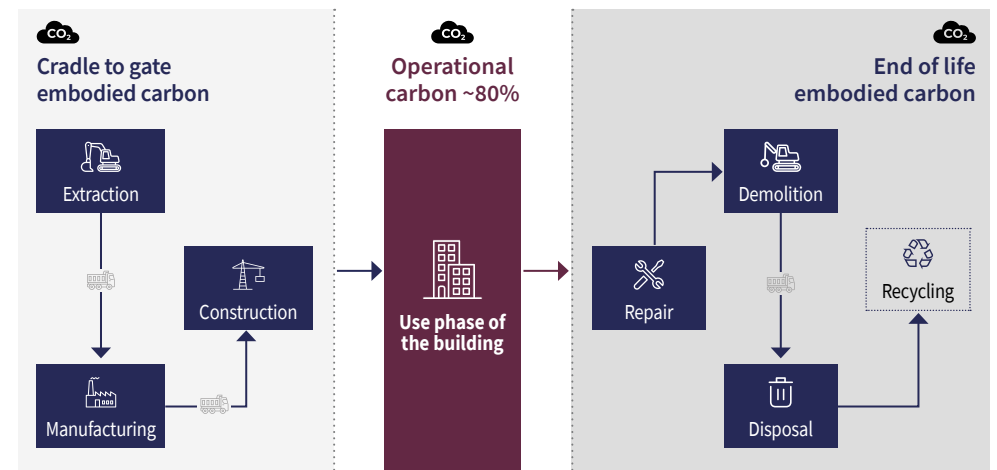 CO2
Cradle to gate
embodied carbon
Extraction
Construction
Manufacturing
CO2
Operational
carbon ~80%
Use phase of
the building
CO2
End of life
embodied carbon
Demolition
Repair
Recycling
Disposal